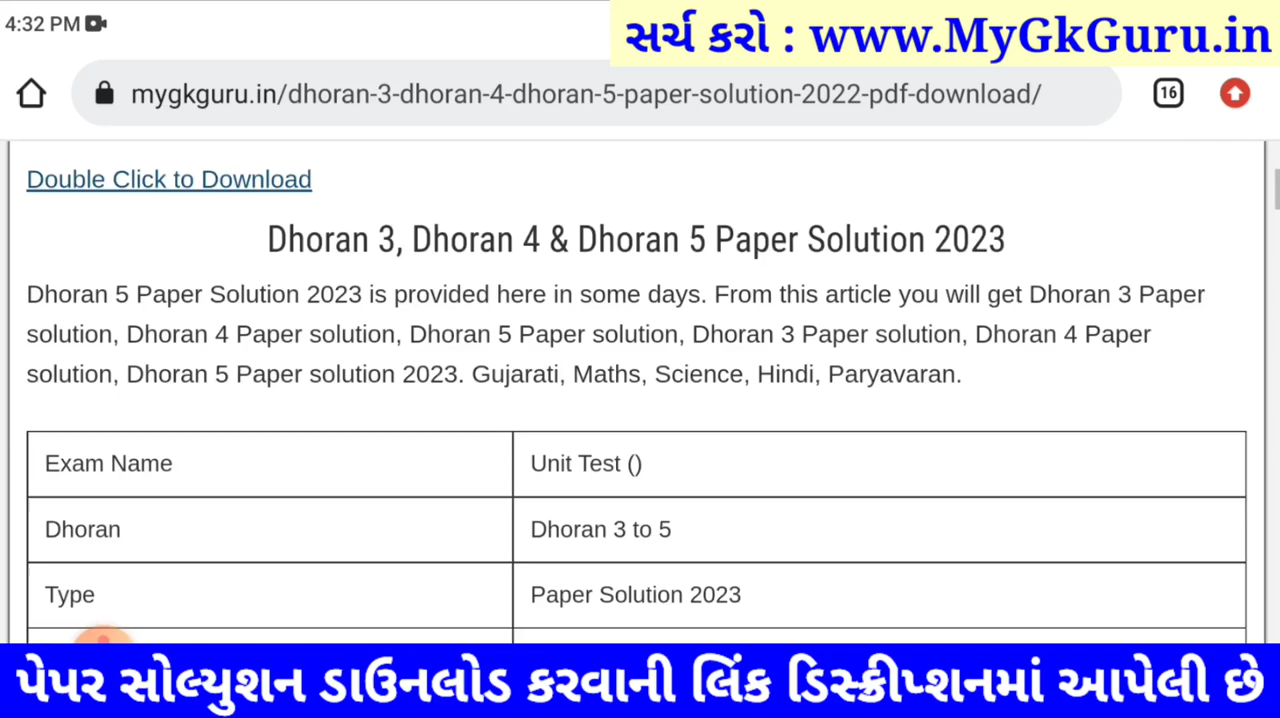 4:32 PM
સર્ચ કરો : www.MyGkGuru.in
mygkguru.in/dhoran-3-dhoran-4-dhoran-5-paper-solution-2022-pdf-download/
16
Double Click to Download
Dhoran 3, Dhoran 4 & Dhoran 5 Paper Solution 2023
Dhoran 5 Paper Solution 2023 is provided here in some days. From this article you will get Dhoran 3 Paper
solution, Dhoran 4 Paper solution, Dhoran 5 Paper solution, Dhoran 3 Paper solution, Dhoran 4 Paper
solution, Dhoran 5 Paper solution 2023. Gujarati, Maths, Science, Hindi, Paryavaran.
Exam Name Unit Test ()
Dhoran Dhoran 3 to 5
Type Paper Solution 2023
પેપર સોલ્યુશન ડાઉનલોડ કરવાની લિંક ડિસ્ક્રીપ્શનમાં આપેલી છે